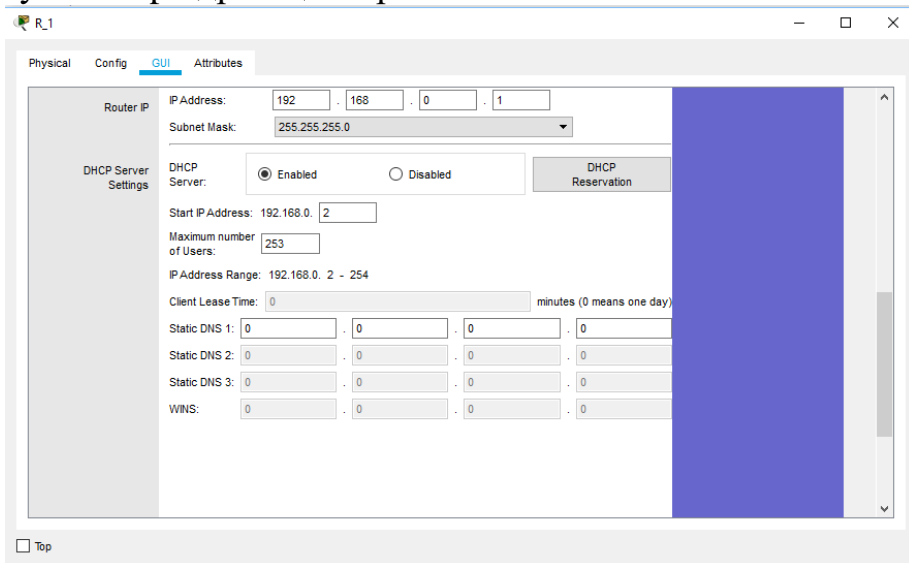 R_1
Physical Config GUI Attributes
Router IP
IP Address: 192 . 168 . 0 . 1
Subnet Mask: 255.255.255.0
DHCP Server Settings
DHCP Server: Enabled Disabled
DHCP Reservation
Start IP Address: 192.168.0. 2
Maximum number of Users: 253
IP Address Range: 192.168.0. 2 - 254
Client Lease Time: 0 minutes (0 means one day)
Static DNS 1: 0 . 0 . 0 . 0
Static DNS 2: 0 . 0 . 0 . 0
Static DNS 3: 0 . 0 . 0 . 0
WINS: 0 . 0 . 0 . 0
Top